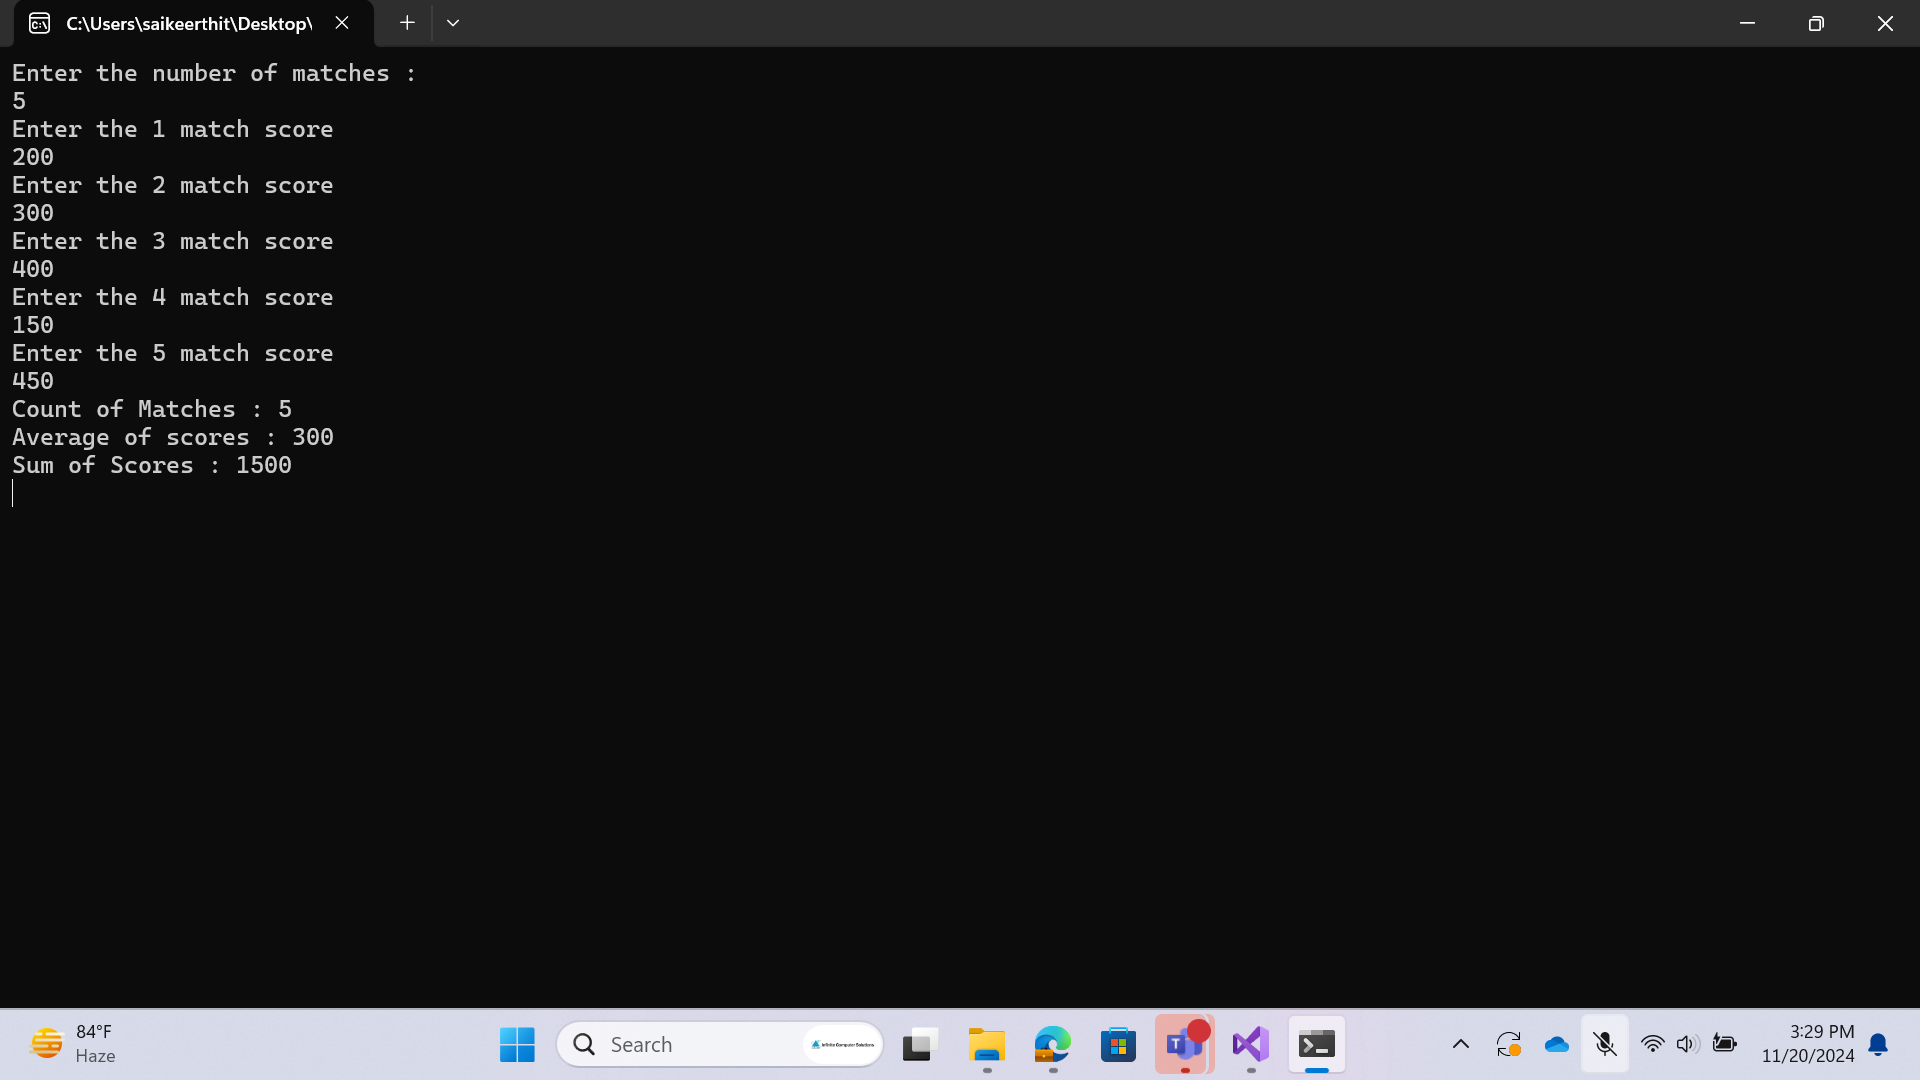 C:\Users\saikeerthit\Desktop\
Enter the number of matches :
5
Enter the 1 match score
200
Enter the 2 match score
300
Enter the 3 match score
400
Enter the 4 match score
150
Enter the 5 match score
450
Count of Matches : 5
Average of scores : 300
Sum of Scores : 1500
84°F
Haze
Search
Infinite Computer Solutions
3:29 PM
11/20/2024